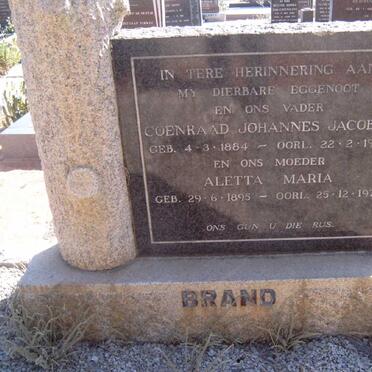 IN TERE HERINNERING AAN
MY DIERBARE EGGENOOT
EN ONS VADER
COENRAAD JOHANNES JACOB
GEB. 4-3-1884 – OORL. 22-2-19
EN ONS MOEDER
ALETTA MARIA
GEB. 29-6-1895 – OORL. 25-12-197
ONS GUN U DIE RUS.
BRAND